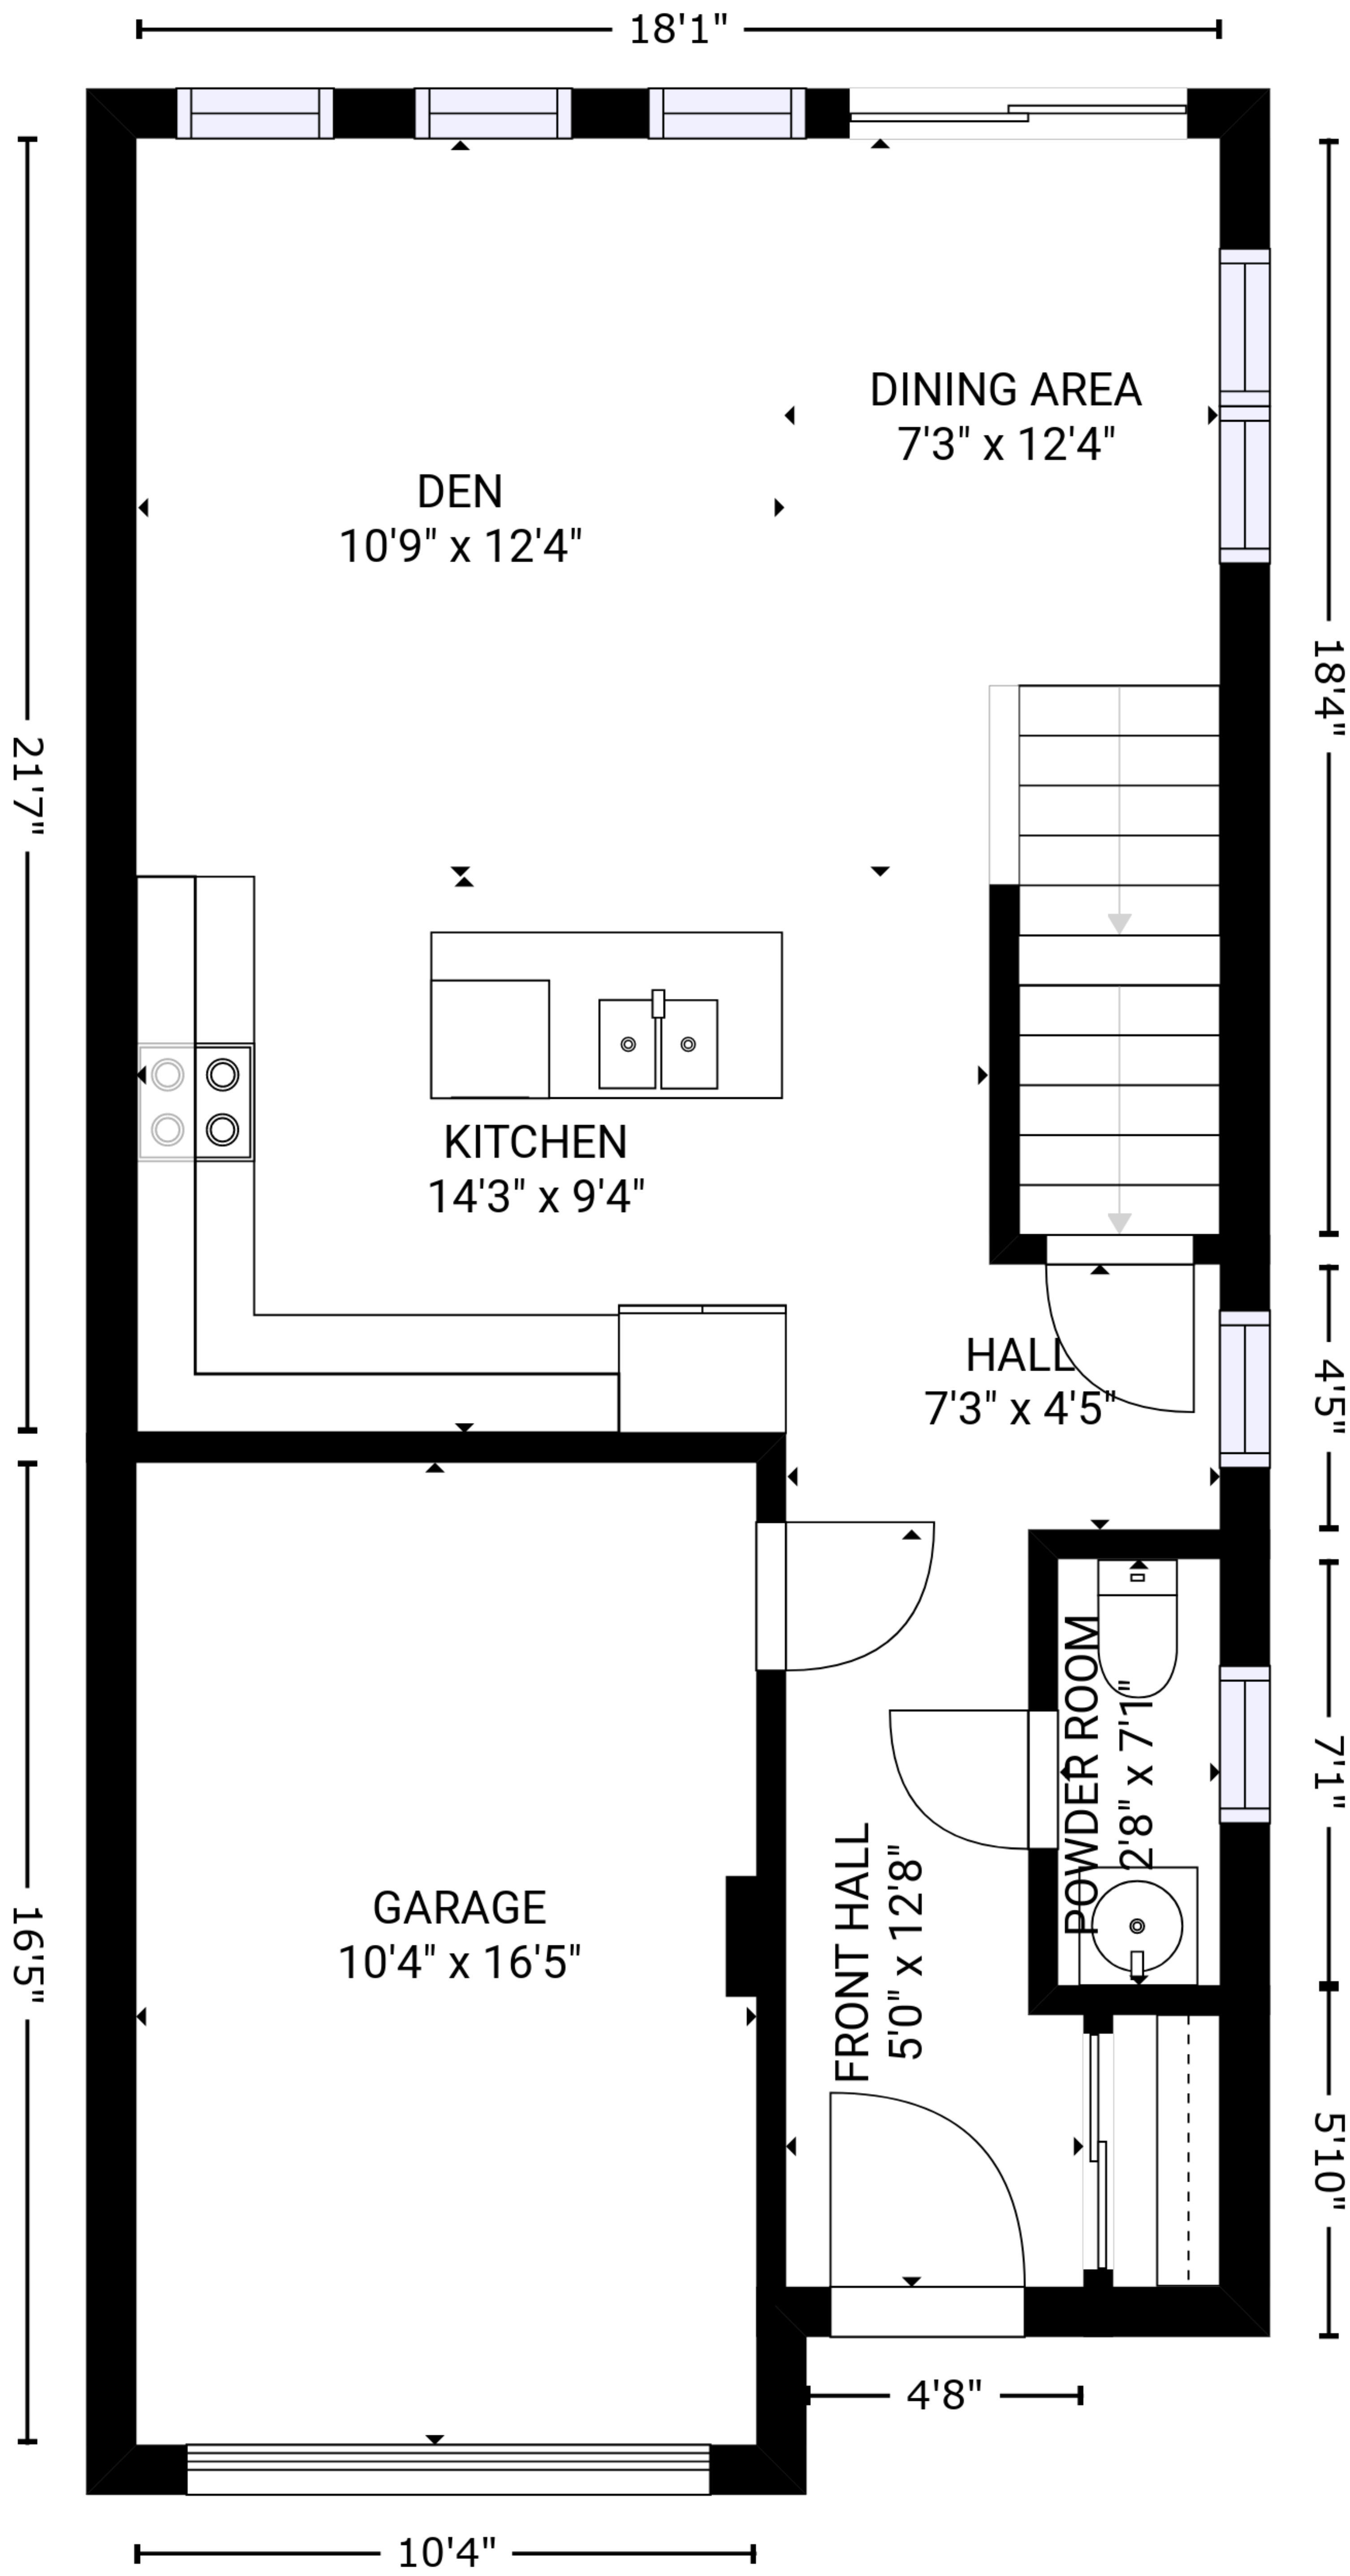 18'1"
DINING AREA
7'3" x 12'4"
DEN
10'9" x 12'4"
18'4"
21'7"
KITCHEN
14'3" x 9'4"
HALL
7'3" x 4'5"
4'5"
POWDER ROOM
2'8" x 7'1"
7'1"
FRONT HALL
5'0" x 12'8"
GARAGE
10'4" x 16'5"
16'5"
5'10"
4'8"
10'4"